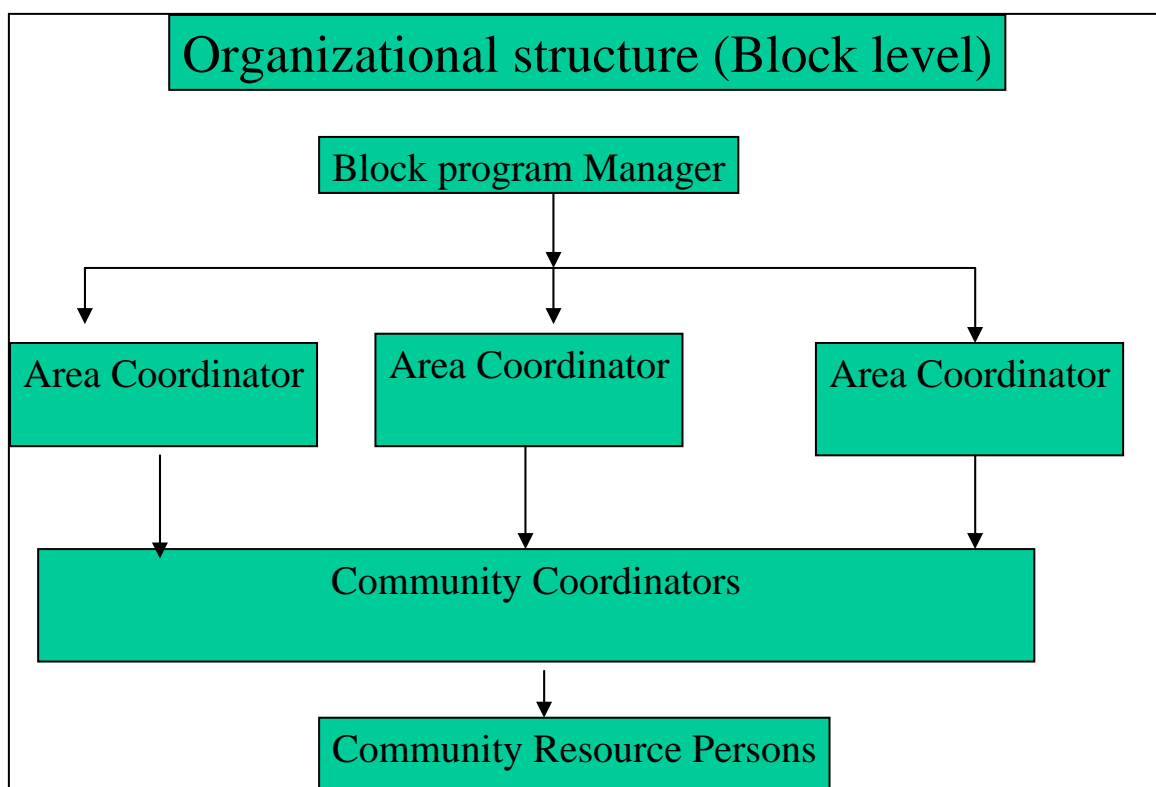 Organizational structure (Block level)
Block program Manager
Area Coordinator
Area Coordinator
Area Coordinator
Community Coordinators
Community Resource Persons